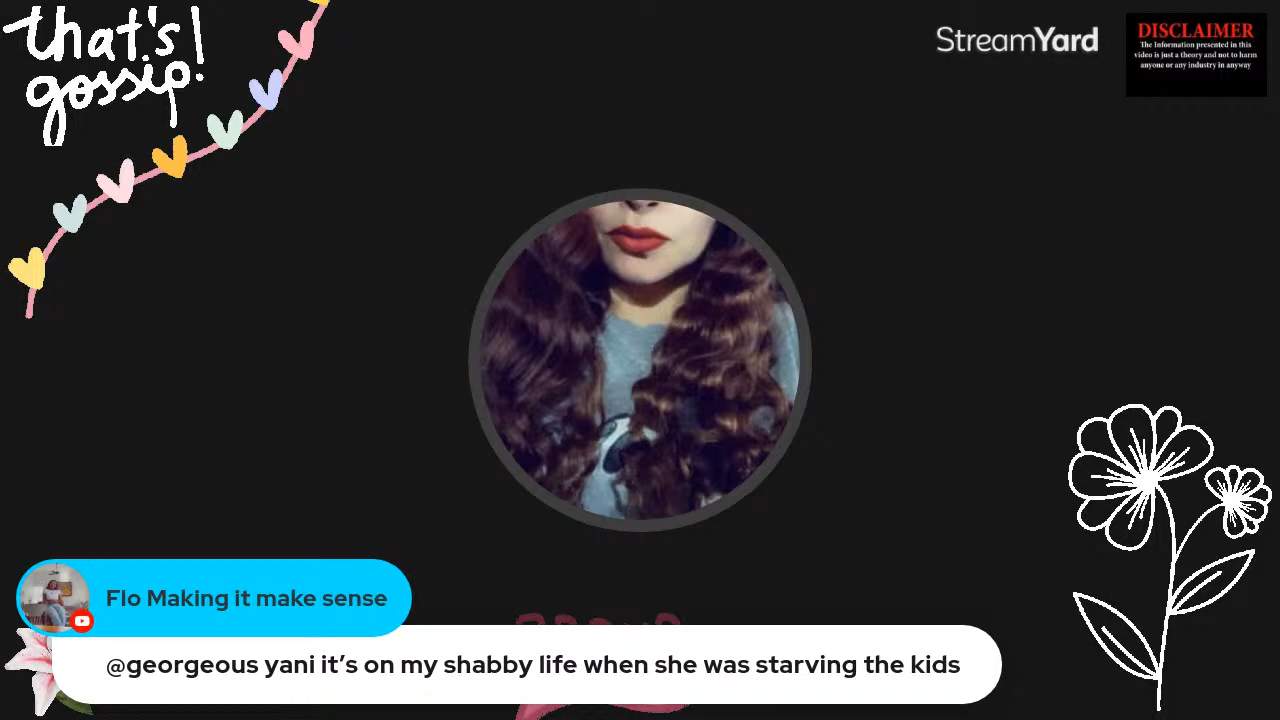 that's
gossip!
StreamYard
DISCLAIMER
The Information presented in this
video is just a theory and not to harm
anyone or any industry in anyway
Flo Making it make sense
@georgeous yani it’s on my shabby life when she was starving the kids